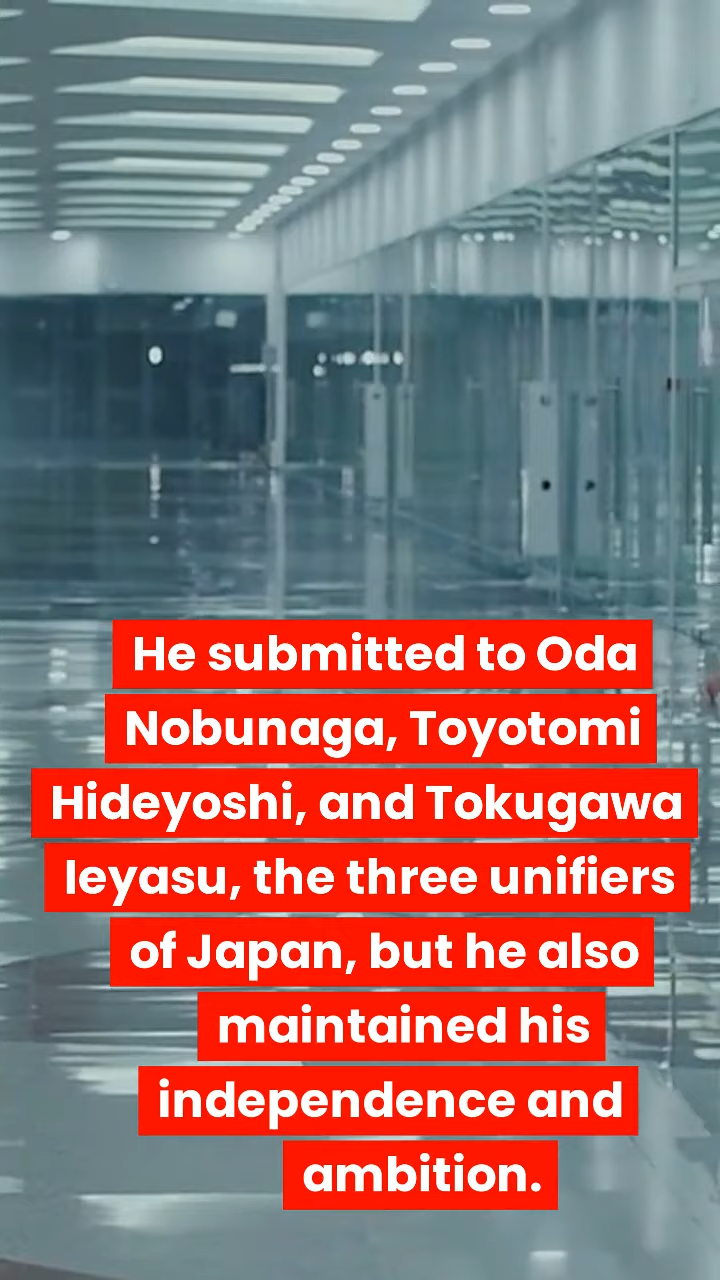 He submitted to Oda
Nobunaga, Toyotomi
Hideyoshi, and Tokugawa
Ieyasu, the three unifiers
of Japan, but he also
maintained his
independence and
ambition.